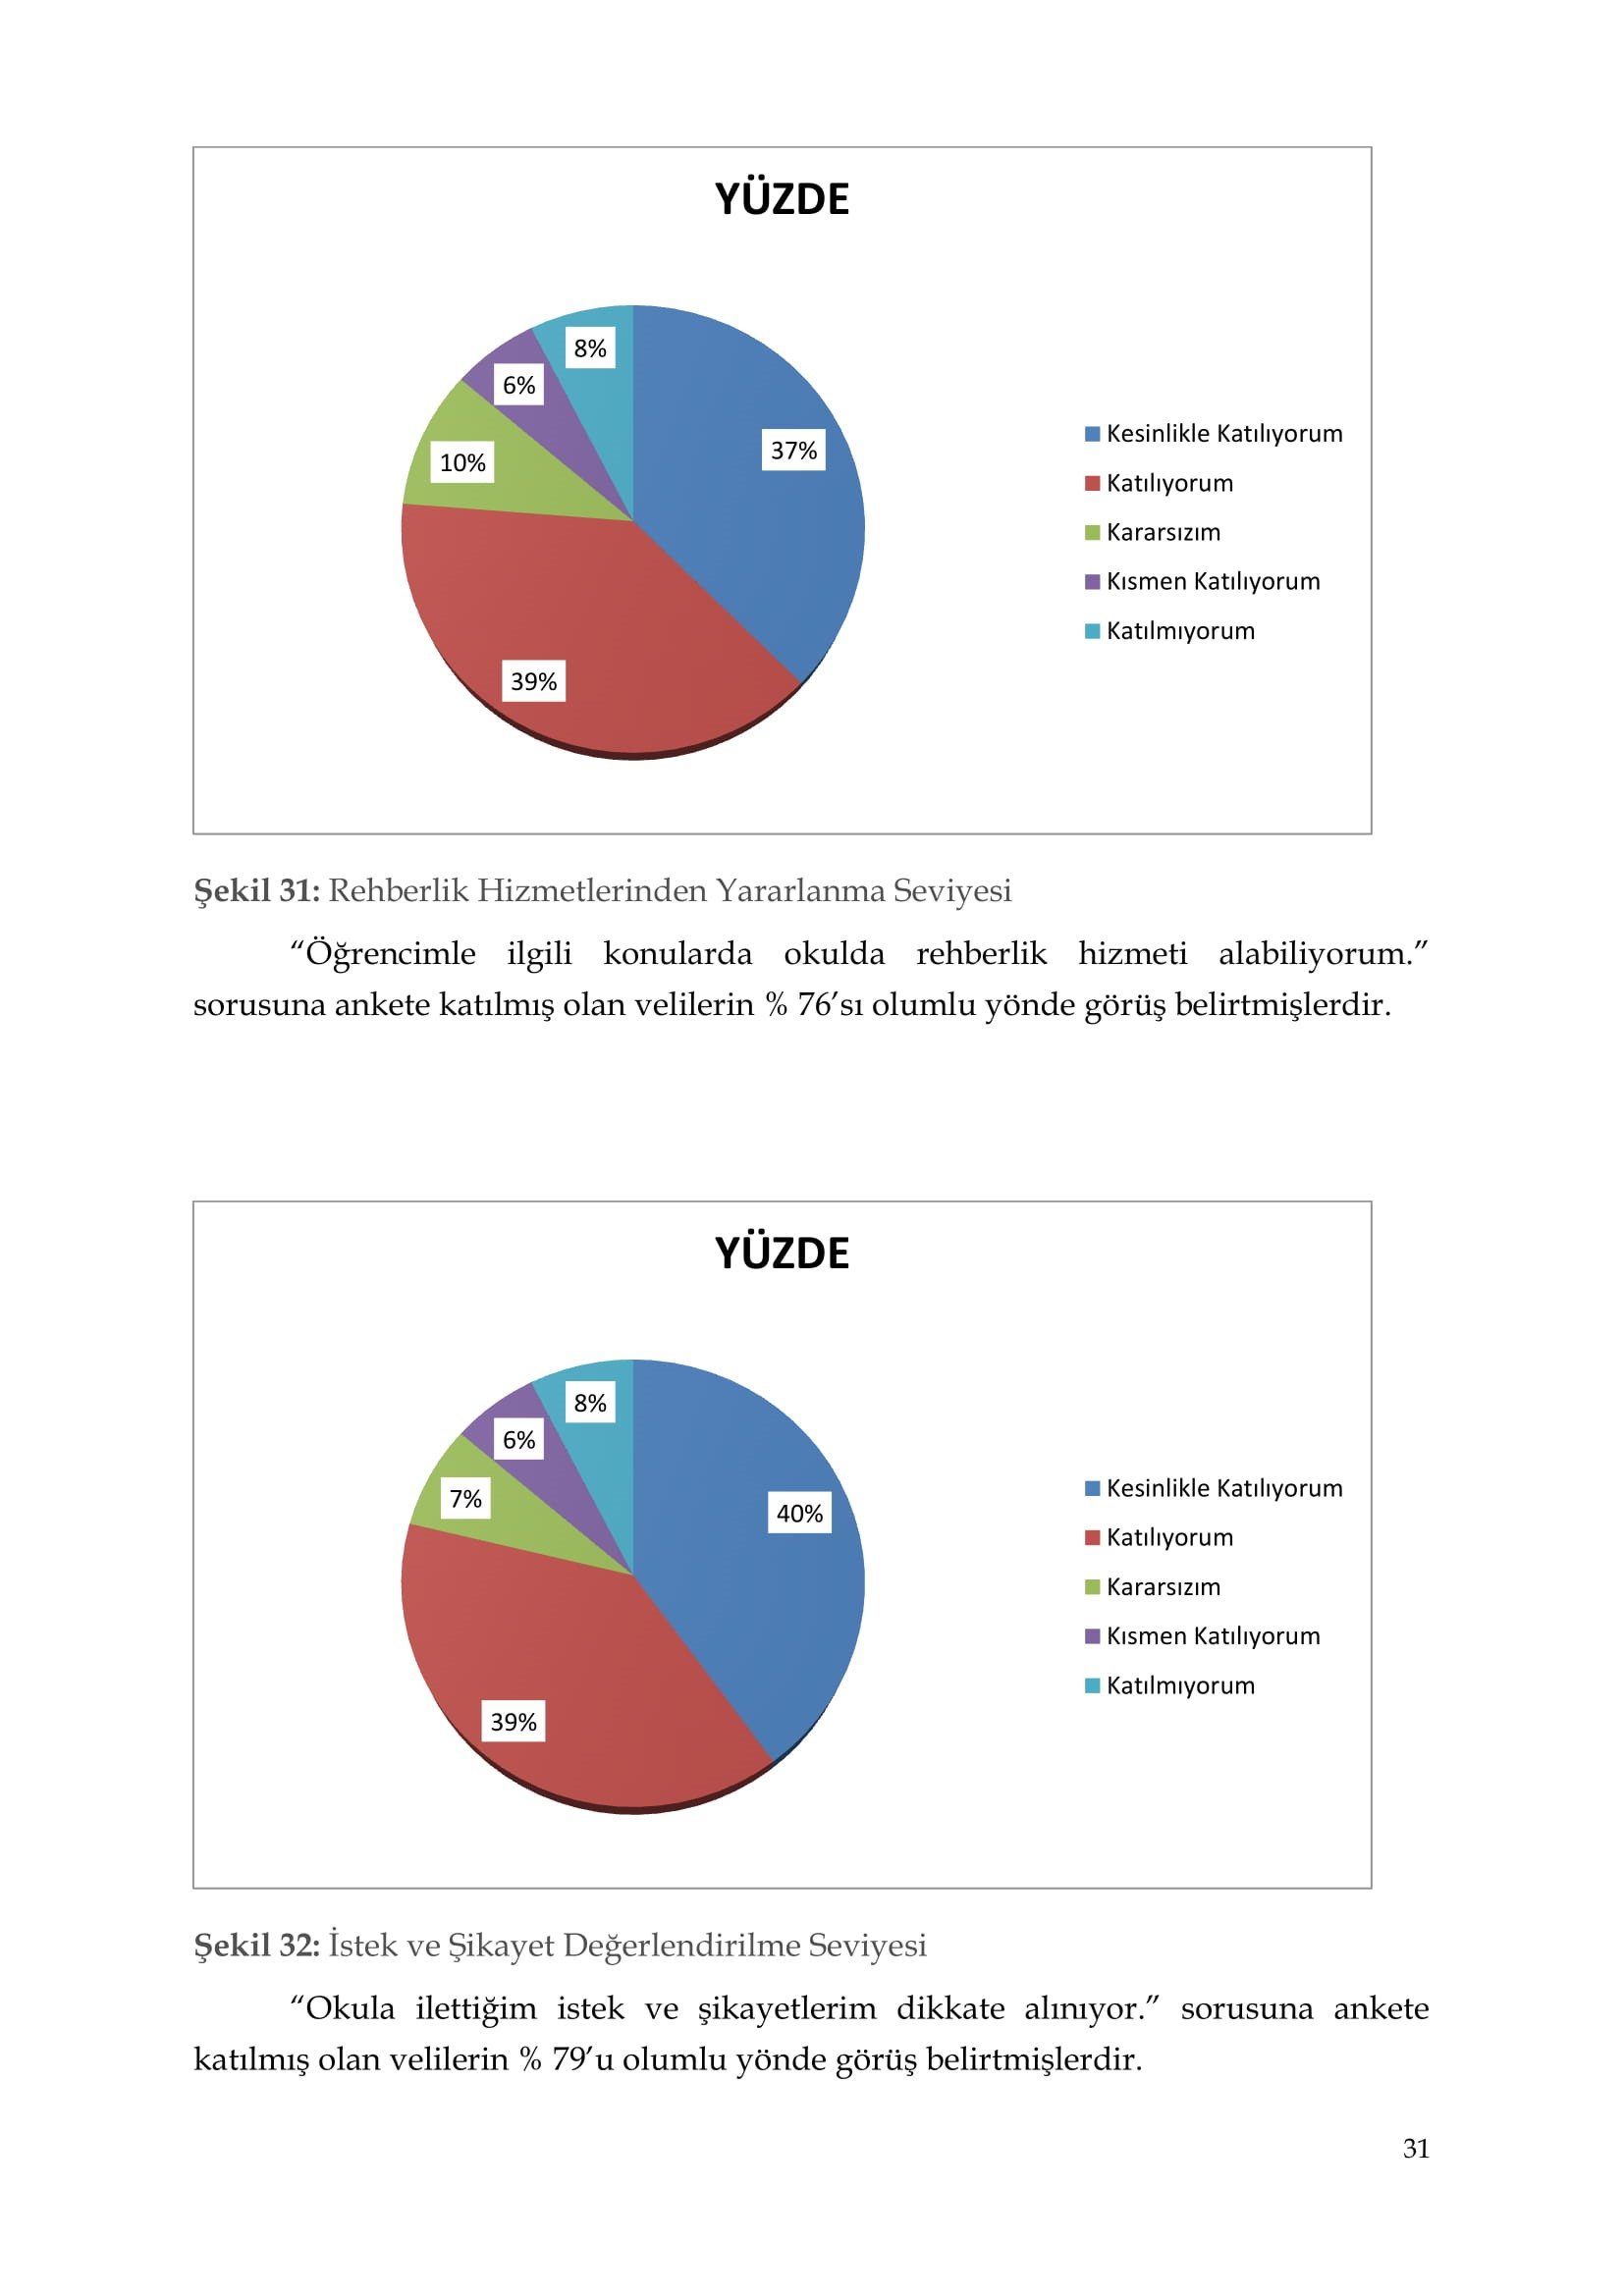 YÜZDE
8%
6%
37%
10%
39%
Kesinlikle Katılıyorum
Katılıyorum
Kararsızım
Kısmen Katılıyorum
Katılmıyorum
Şekil 31: Rehberlik Hizmetlerinden Yararlanma Seviyesi
“Öğrencimle ilgili konularda okulda rehberlik hizmeti alabiliyorum.”
sorusuna ankete katılmış olan velilerin % 76’sı olumlu yönde görüş belirtmişlerdir.
YÜZDE
8%
6%
7%
40%
39%
Kesinlikle Katılıyorum
Katılıyorum
Kararsızım
Kısmen Katılıyorum
Katılmıyorum
Şekil 32: İstek ve Şikayet Değerlendirilme Seviyesi
“Okula ilettiğim istek ve şikayetlerim dikkate alınıyor.” sorusuna ankete
katılmış olan velilerin % 79’u olumlu yönde görüş belirtmişlerdir.
31